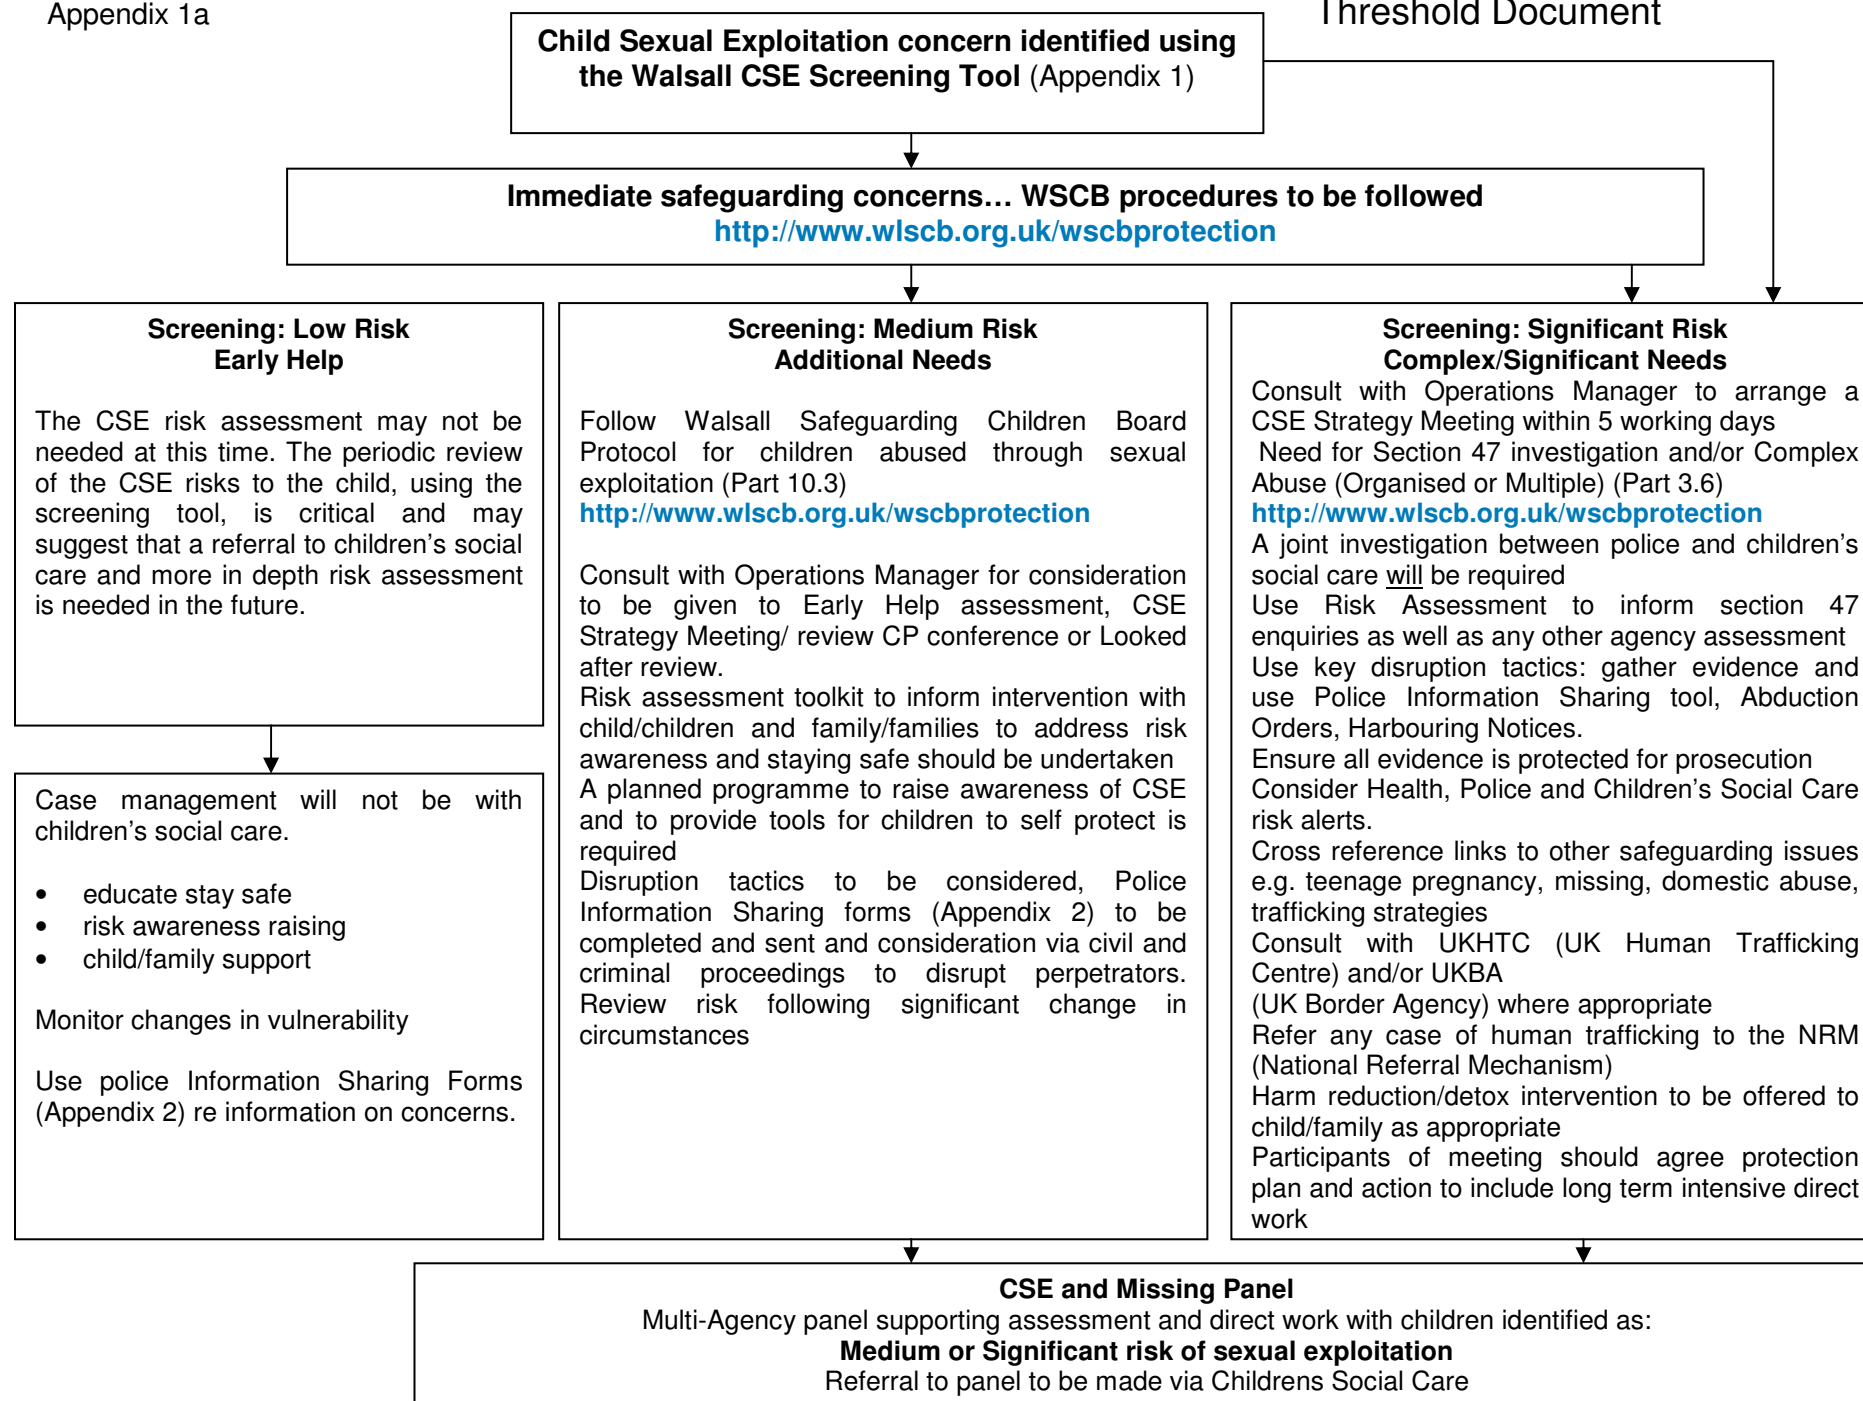 Appendix 1a
Threshold Document
Child Sexual Exploitation concern identified using
the Walsall CSE Screening Tool (Appendix 1)
Immediate safeguarding concerns… WSCB procedures to be followed
http://www.wlscb.org.uk/wscbprotection
Screening: Low Risk
Early Help
The CSE risk assessment may not be
needed at this time. The periodic review
of the CSE risks to the child, using the
screening tool, is critical and may
suggest that a referral to children’s social
care and more in depth risk assessment
is needed in the future.
Case management will not be with
children’s social care.
• educate stay safe
• risk awareness raising
• child/family support
Monitor changes in vulnerability
Use police Information Sharing Forms
(Appendix 2) re information on concerns.
Screening: Medium Risk
Additional Needs
Follow Walsall Safeguarding Children Board
Protocol for children abused through sexual
exploitation (Part 10.3)
http://www.wlscb.org.uk/wscbprotection
Consult with Operations Manager for consideration
to be given to Early Help assessment, CSE
Strategy Meeting/ review CP conference or Looked
after review.
Risk assessment toolkit to inform intervention with
child/children and family/families to address risk
awareness and staying safe should be undertaken
A planned programme to raise awareness of CSE
and to provide tools for children to self protect is
required
Disruption tactics to be considered, Police
Information Sharing forms (Appendix 2) to be
completed and sent and consideration via civil and
criminal proceedings to disrupt perpetrators.
Review risk following significant change in
circumstances
Screening: Significant Risk
Complex/Significant Needs
Consult with Operations Manager to arrange a
CSE Strategy Meeting within 5 working days
Need for Section 47 investigation and/or Complex
Abuse (Organised or Multiple) (Part 3.6)
http://www.wlscb.org.uk/wscbprotection
A joint investigation between police and children’s
social care will be required
Use Risk Assessment to inform section 47
enquiries as well as any other agency assessment
Use key disruption tactics: gather evidence and
use Police Information Sharing tool, Abduction
Orders, Harbouring Notices.
Ensure all evidence is protected for prosecution
Consider Health, Police and Children’s Social Care
risk alerts.
Cross reference links to other safeguarding issues
e.g. teenage pregnancy, missing, domestic abuse,
trafficking strategies
Consult with UKHTC (UK Human Trafficking
Centre) and/or UKBA
(UK Border Agency) where appropriate
Refer any case of human trafficking to the NRM
(National Referral Mechanism)
Harm reduction/detox intervention to be offered to
child/family as appropriate
Participants of meeting should agree protection
plan and action to include long term intensive direct
work
CSE and Missing Panel
Multi-Agency panel supporting assessment and direct work with children identified as:
Medium or Significant risk of sexual exploitation
Referral to panel to be made via Childrens Social Care